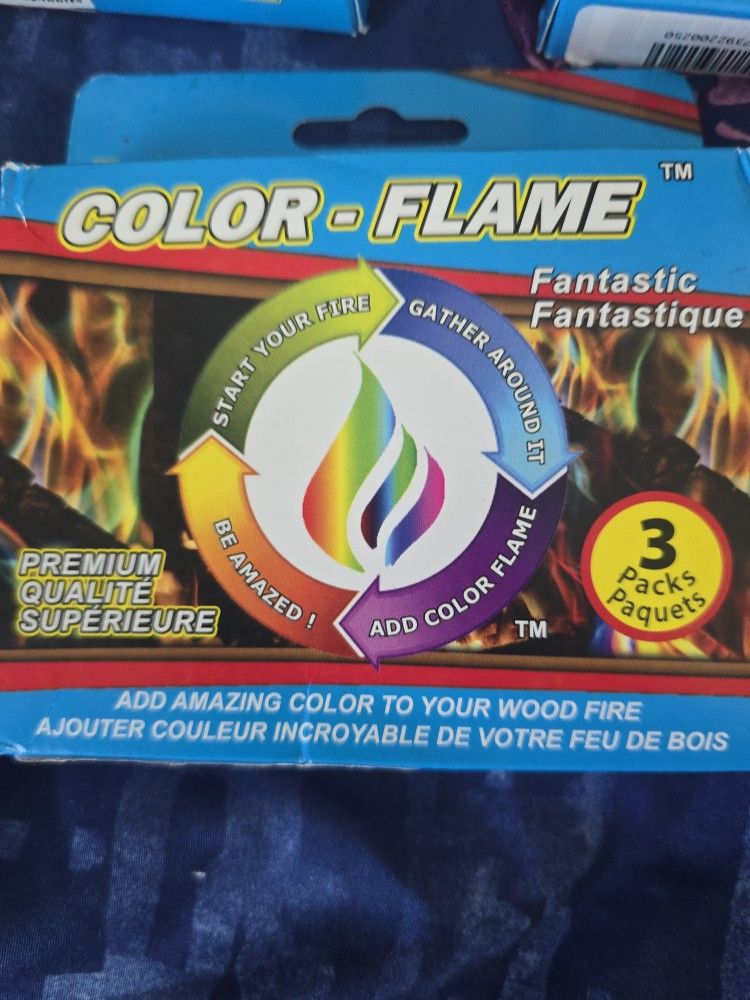 COLOR - FLAME TM
Fantastic
Fantastique
START YOUR FIRE
GATHER AROUND IT
ADD COLOR FLAME
TM
BE AMAZED !
PREMIUM
QUALITÉ
SUPÉRIEURE
3
Packs
Paquets
ADD AMAZING COLOR TO YOUR WOOD FIRE
AJOUTER COULEUR INCROYABLE DE VOTRE FEU DE BOIS